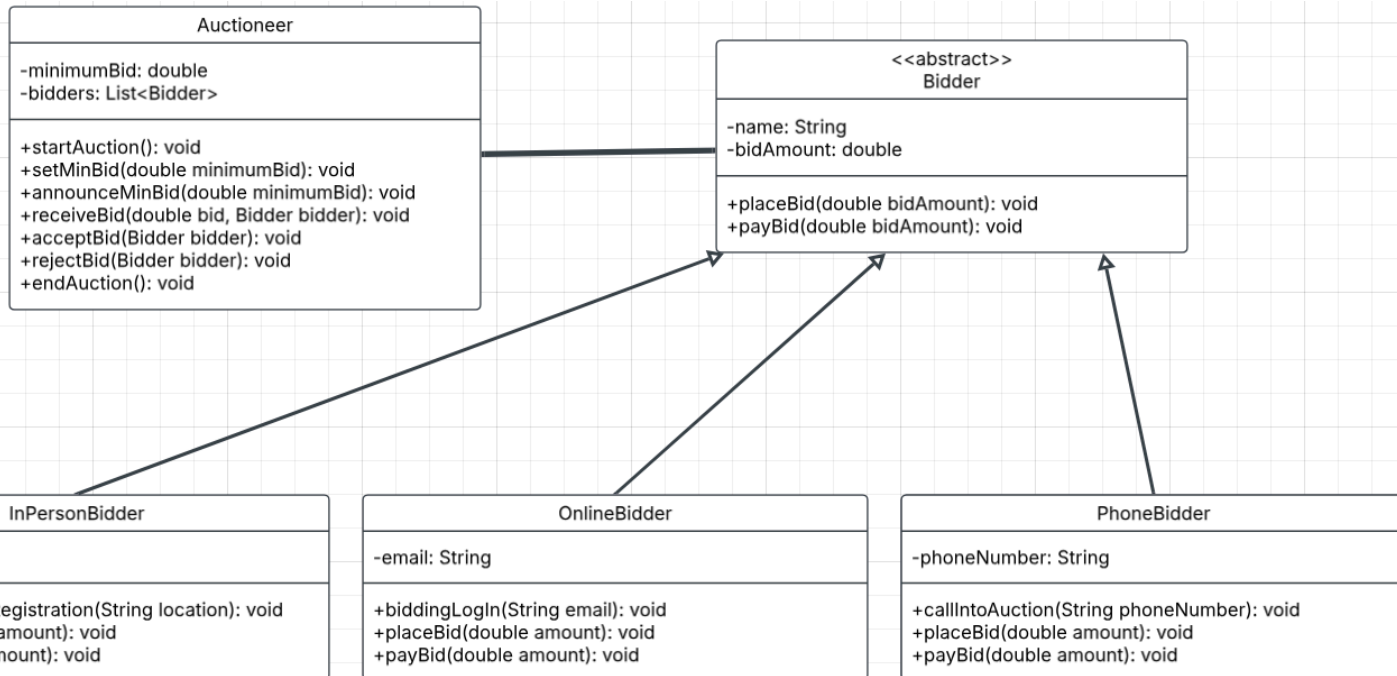 Auctioneer
-minimumBid: double
-bidders: List<Bidder>
+startAuction(): void
+setMinBid(double minimumBid): void
+announceMinBid(double minimumBid): void
+receiveBid(double bid, Bidder bidder): void
+acceptBid(Bidder bidder): void
+rejectBid(Bidder bidder): void
+endAuction(): void
<<abstract>>
Bidder
-name: String
-bidAmount: double
+placeBid(double bidAmount): void
+payBid(double bidAmount): void
InPersonBidder
egistration(String location): void
amount): void
mount): void
OnlineBidder
-email: String
+biddingLogIn(String email): void
+placeBid(double amount): void
+payBid(double amount): void
PhoneBidder
-phoneNumber: String
+callIntoAuction(String phoneNumber): void
+placeBid(double amount): void
+payBid(double amount): void